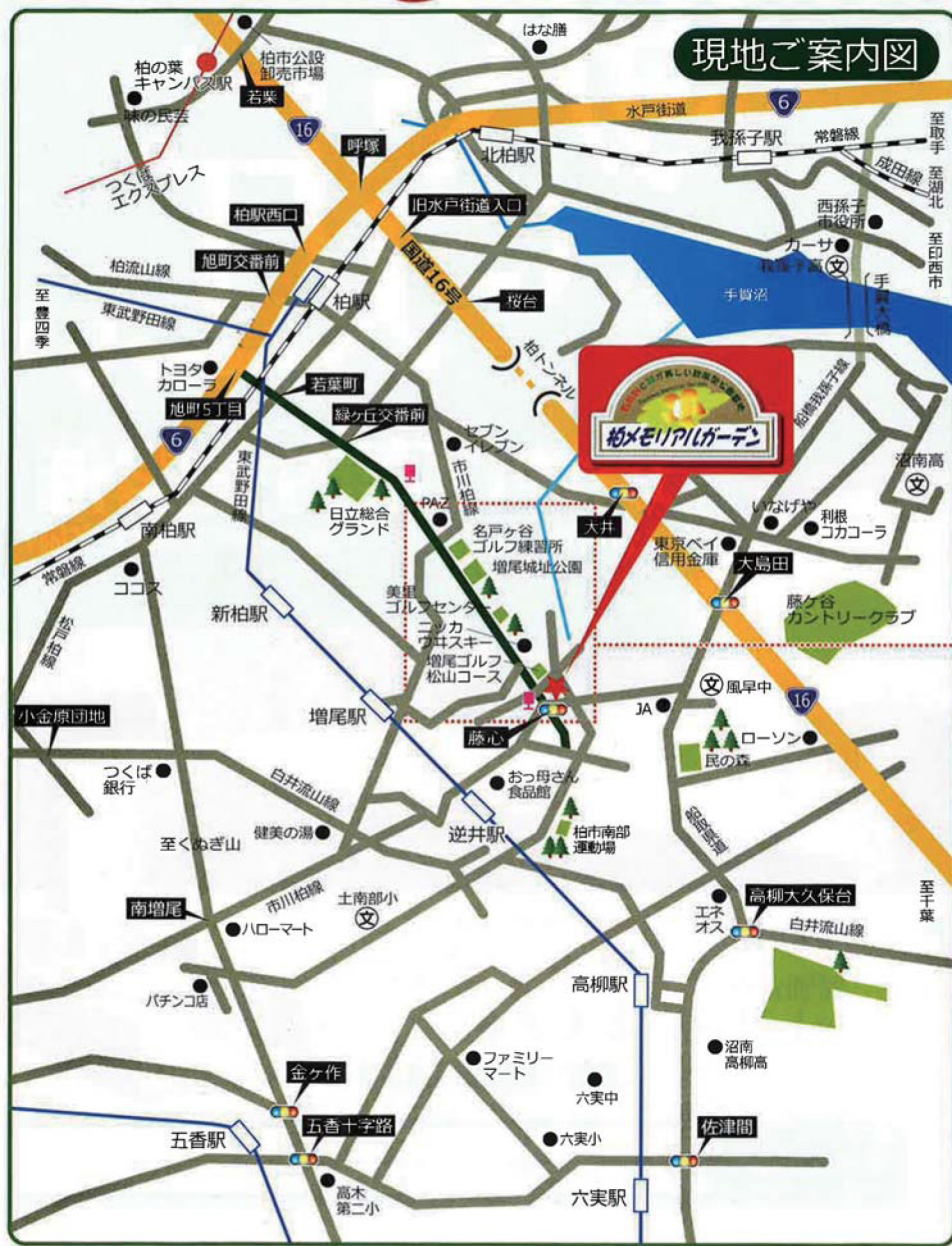 現地ご案内図
はな膳
柏市公設
卸売市場
柏の葉
キャンパス駅
若柴
味の民芸
16
6
水戸街道
至取手
呼塚
北柏駅
我孫子駅
常磐線
成田線
至湖北
つくば
エクスプレス
柏駅西口
旧水戸街道入口
西孫子
市役所
旭町交番前
国道16号
カーサ
我孫子高
文
至印西市
柏流山線
柏駅
桜台
手賀沼
手賀大橋
至豊四季
東武野田線
トヨタ
カローラ
若葉町
柏トンネル
旭町5丁目
緑ヶ丘交番前
柏メモリアルガーデン
船橋我孫子線
6
セブン
イレブン
市川柏線
沼南高
文
東武野田線
日立総合
グランド
PAZ
大井
いなげや
利根
コカコーラ
南柏駅
名戸ヶ谷
ゴルフ練習所
東京ベイ
信用金庫
増尾城址公園
大島田
常磐線
ココス
新柏駅
美里
ゴルフセンター
藤ケ谷
カントリークラブ
松戸柏線
ニッカ
ウヰスキー
増尾ゴルフ
松山コース
文
風早中
16
小金原団地
増尾駅
藤心
JA
ローソン
民の森
つくば
銀行
白井流山線
おっ母さん
食品館
船取県道
至くぬぎ山
健美の湯
逆井駅
柏市南部
運動場
至千葉
南増尾
市川柏線
土南部小
文
エネ
オス
高柳大久保台
白井流山線
ハローマート
パチンコ店
高柳駅
ファミリー
マート
沼南
高柳高
六実中
金ヶ作
五香駅
五香十字路
六実小
佐津間
高木
第二小
六実駅